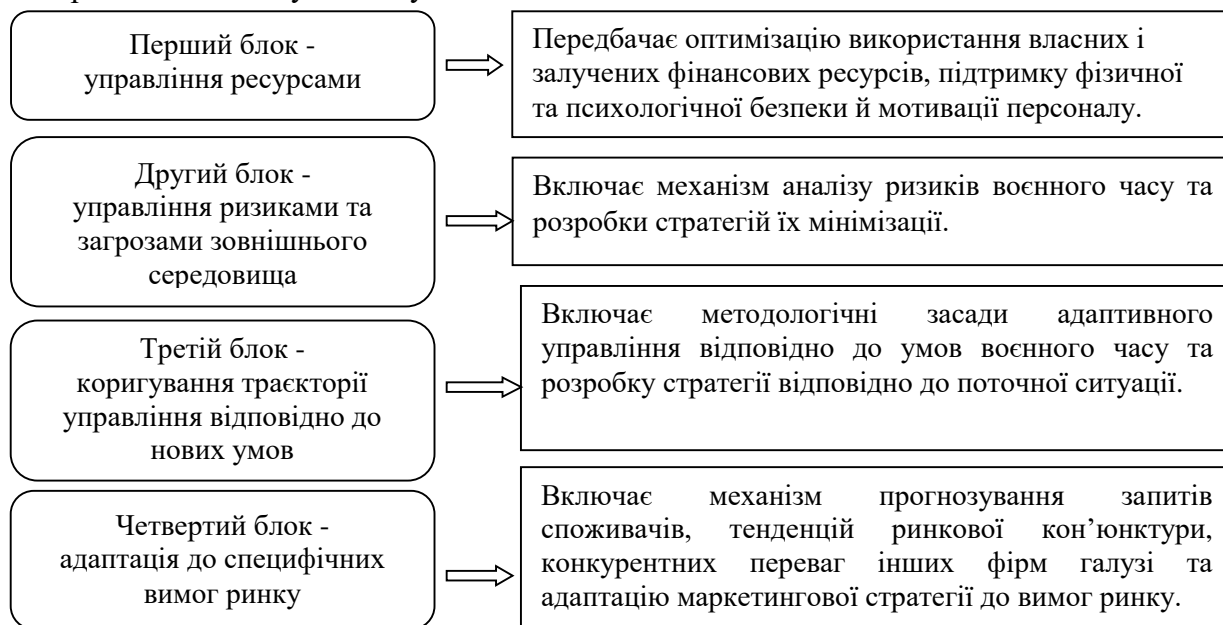 Перший блок -
управління ресурсами
Передбачає оптимізацію використання власних і
залучених фінансових ресурсів, підтримку фізичної
та психологічної безпеки й мотивації персоналу.
Другий блок -
управління ризиками та
загрозами зовнішнього
середовища
Включає механізм аналізу ризиків воєнного часу та
розробки стратегій їх мінімізації.
Третій блок -
коригування траєкторії
управління відповідно до
нових умов
Включає методологічні засади адаптивного
управління відповідно до умов воєнного часу та
розробку стратегії відповідно до поточної ситуації.
Четвертий блок -
адаптація до специфічних
вимог ринку
Включає механізм прогнозування запитів
споживачів, тенденцій ринкової кон’юнктури,
конкурентних переваг інших фірм галузі та
адаптацію маркетингової стратегії до вимог ринку.